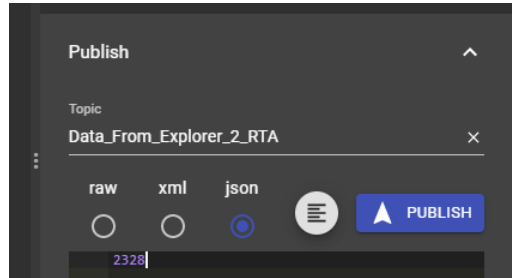 Publish
Topic
Data_From_Explorer_2_RTA
raw xml json
PUBLISH
2328